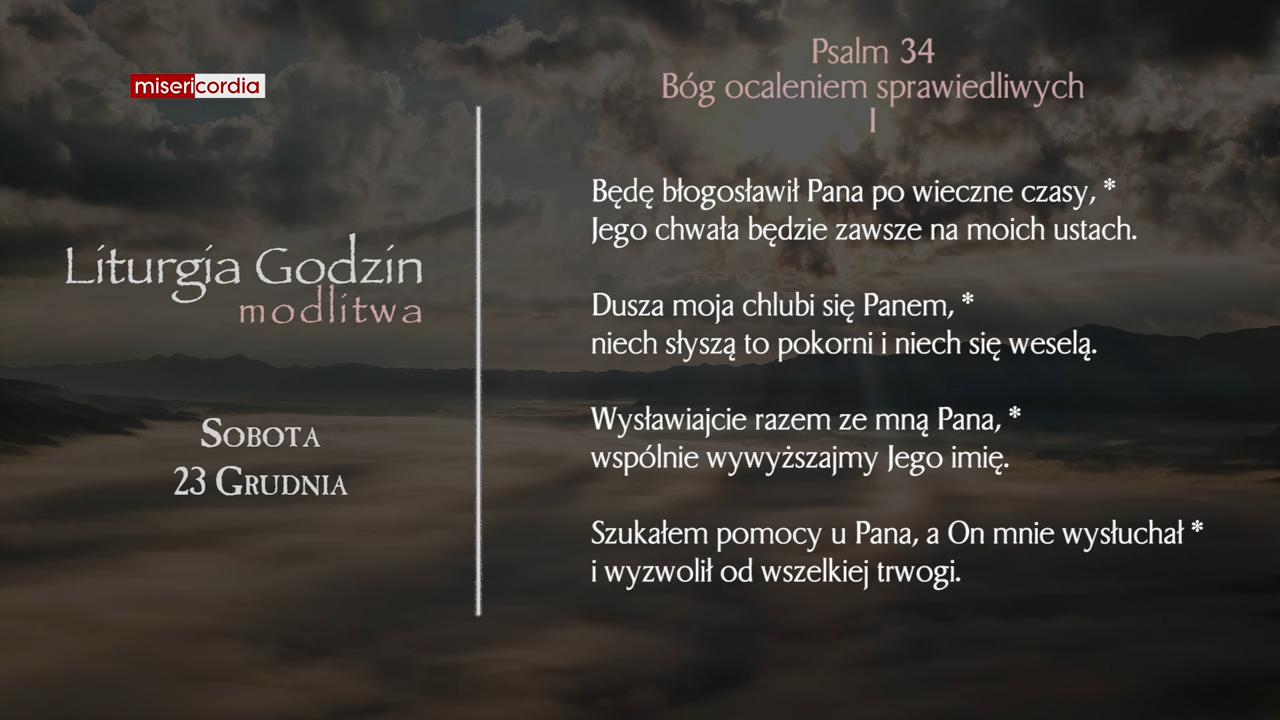 misericordia
Liturgia Godzin
modlitwa
Sobota
23 Grudnia
Psalm 34
Bóg ocaleniem sprawiedliwych
I
Będę błogosławił Pana po wieczne czasy, *
Jego chwała będzie zawsze na moich ustach.
Dusza moja chlubi się Panem, *
niech słyszą to pokorni i niech się weselą.
Wysławiajcie razem ze mną Pana, *
wspólnie wywyższajmy Jego imię.
Szukałem pomocy u Pana, a On mnie wysłuchał *
i wyzwolił od wszelkiej trwogi.